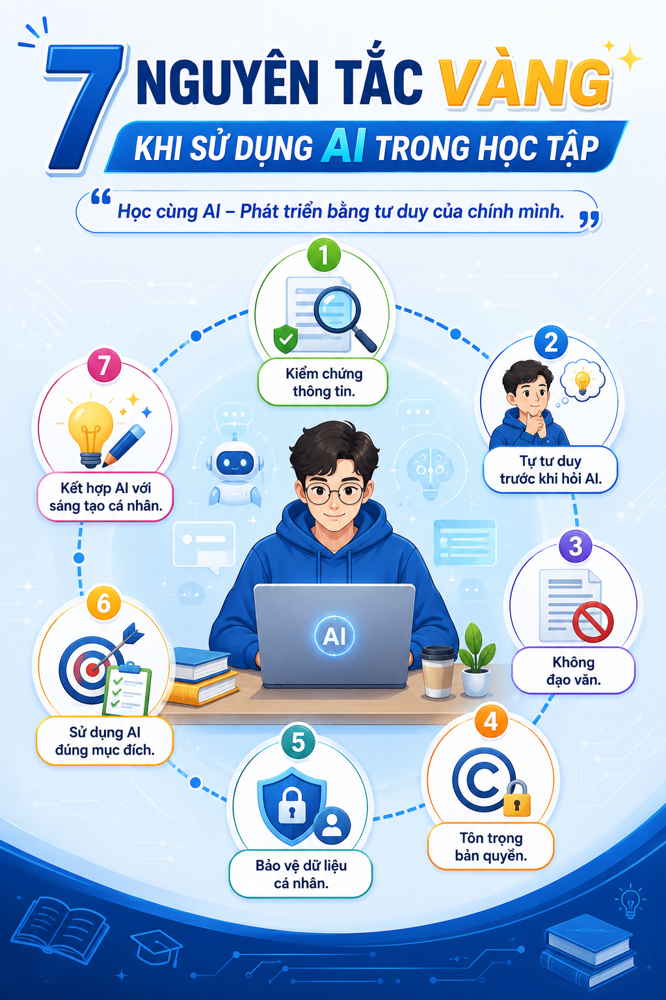 7 NGUYÊN TẮC VÀNG
KHI SỬ DỤNG AI TRONG HỌC TẬP
“Học cùng AI – Phát triển bằng tư duy của chính mình.”
1
Kiểm chứng
thông tin.
2
Tự tư duy
trước khi hỏi AI.
3
Không
đạo văn.
4
©
Tôn trọng
bản quyền.
5
Bảo vệ dữ liệu
cá nhân.
6
Sử dụng AI
đúng mục đích.
7
Kết hợp AI với
sáng tạo cá nhân.
AI